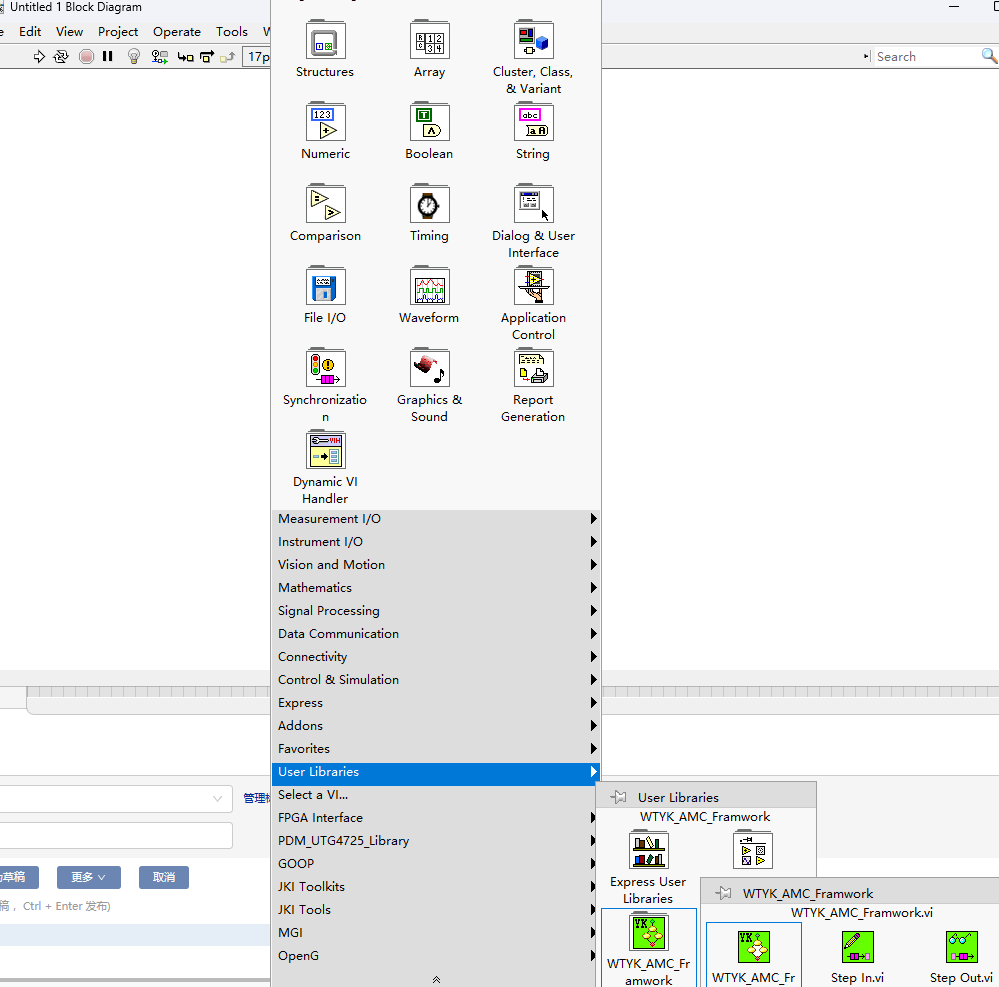 Untitled 1 Block Diagram
Edit View Project Operate Tools
17p
Search
Structures
Array
Cluster, Class,
& Variant
Numeric
Boolean
String
Comparison
Timing
Dialog & User
Interface
File I/O
Waveform
Application
Control
Synchronizatio
n
Graphics &
Sound
Report
Generation
Dynamic VI
Handler
Measurement I/O
Instrument I/O
Vision and Motion
Mathematics
Signal Processing
Data Communication
Connectivity
Control & Simulation
Express
Addons
Favorites
User Libraries
Select a VI...
FPGA Interface
PDM_UTG4725_Library
GOOP
JKI Toolkits
JKI Tools
MGI
OpenG
管理
草稿
更多
取消
稿，Ctrl + Enter 发布)
User Libraries
WTYK_AMC_Framwork
Express User
Libraries
WTYK_AMC_Fr
amwork
WTYK_AMC_Framwork
WTYK_AMC_Framwork.vi
WTYK_AMC_Fr
Step In.vi
Step Out.vi